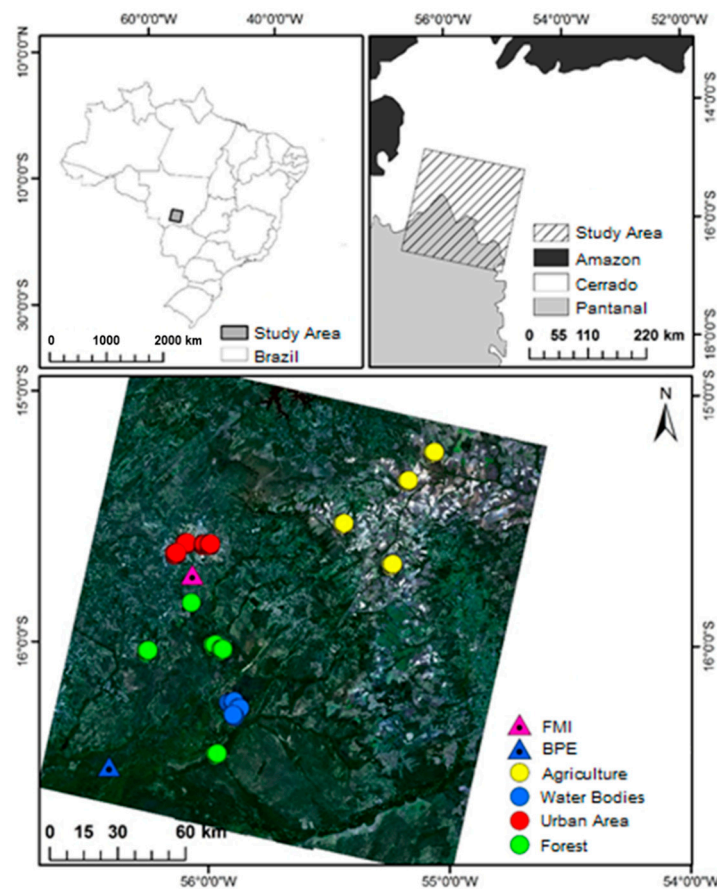 60°0'0"W
40°0'0"W
10°0'0"N
10°0'0"S
30°0'0"S
Study Area
Brazil
0 1000 2000 km
56°0'0"W
54°0'0"W
52°0'0"W
14°0'0"S
16°0'0"S
18°0'0"S
Study Area
Amazon
Cerrado
Pantanal
0 55 110 220 km
15°0'0"S
15°0'0"S
N
16°0'0"S
16°0'0"S
FMI
BPE
Agriculture
Water Bodies
Urban Area
Forest
0 15 30 60 km
56°0'0"W
55°0'0"W
54°0'0"W